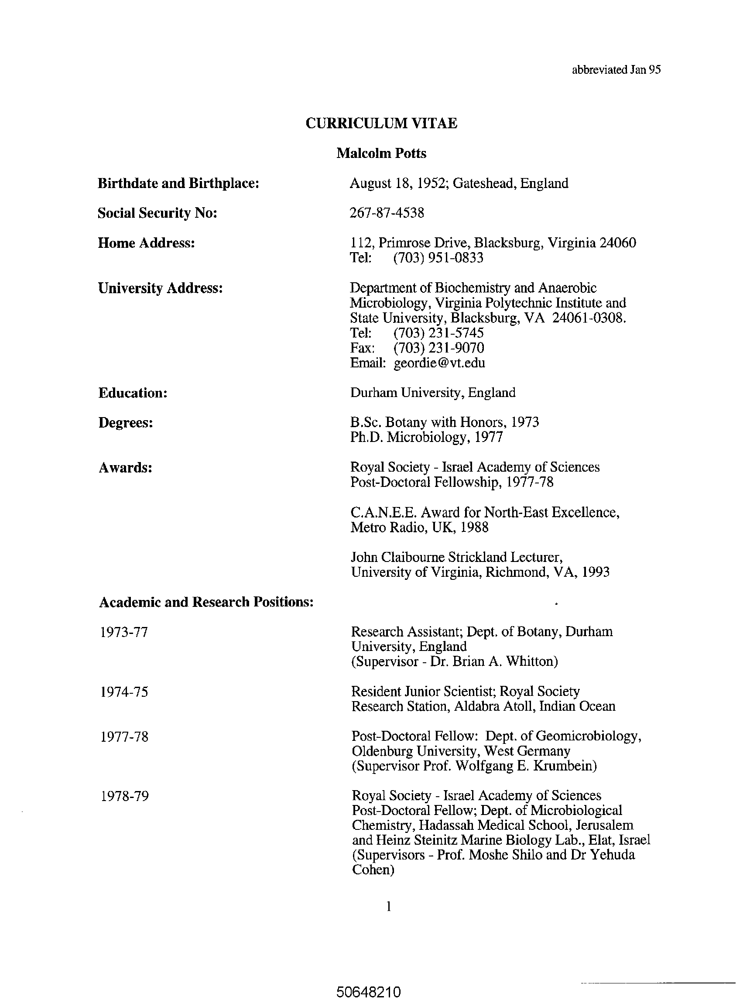 abbreviated Jan 95
CURRICULUM VITAE
Malcolm Potts
Birthdate and Birthplace: August 18, 1952; Gateshead, England
Social Security No: 267-87-4538
Home Address: 112, Primrose Drive, Blacksburg, Virginia 24060
Tel: (703) 951-0833
University Address: Department of Biochemistry and Anaerobic
Microbiology, Virginia Polytechnic Institute and
State University, Blacksburg, VA 24061-0308.
Tel: (703) 231-5745
Fax: (703) 231-9070
Email: geordie@vt.edu
Education: Durham University, England
Degrees: B.Sc. Botany with Honors, 1973
Ph.D. Microbiology, 1977
Awards: Royal Society - Israel Academy of Sciences
Post-Doctoral Fellowship, 1977-78
C.A.N.E.E. Award for North-East Excellence,
Metro Radio, UK, 1988
John Claibourne Strickland Lecturer,
University of Virginia, Richmond, VA, 1993
Academic and Research Positions:
1973-77 Research Assistant; Dept. of Botany, Durham
University, England
(Supervisor - Dr. Brian A. Whitton)
1974-75 Resident Junior Scientist; Royal Society
Research Station, Aldabra Atoll, Indian Ocean
1977-78 Post-Doctoral Fellow: Dept. of Geomicrobiology,
Oldenburg University, West Germany
(Supervisor Prof. Wolfgang E. Krumbein)
1978-79 Royal Society - Israel Academy of Sciences
Post-Doctoral Fellow; Dept. of Microbiological
Chemistry, Hadassah Medical School, Jerusalem
and Heinz Steinitz Marine Biology Lab., Elat, Israel
(Supervisors - Prof. Moshe Shilo and Dr Yehuda
Cohen)
1
50648210